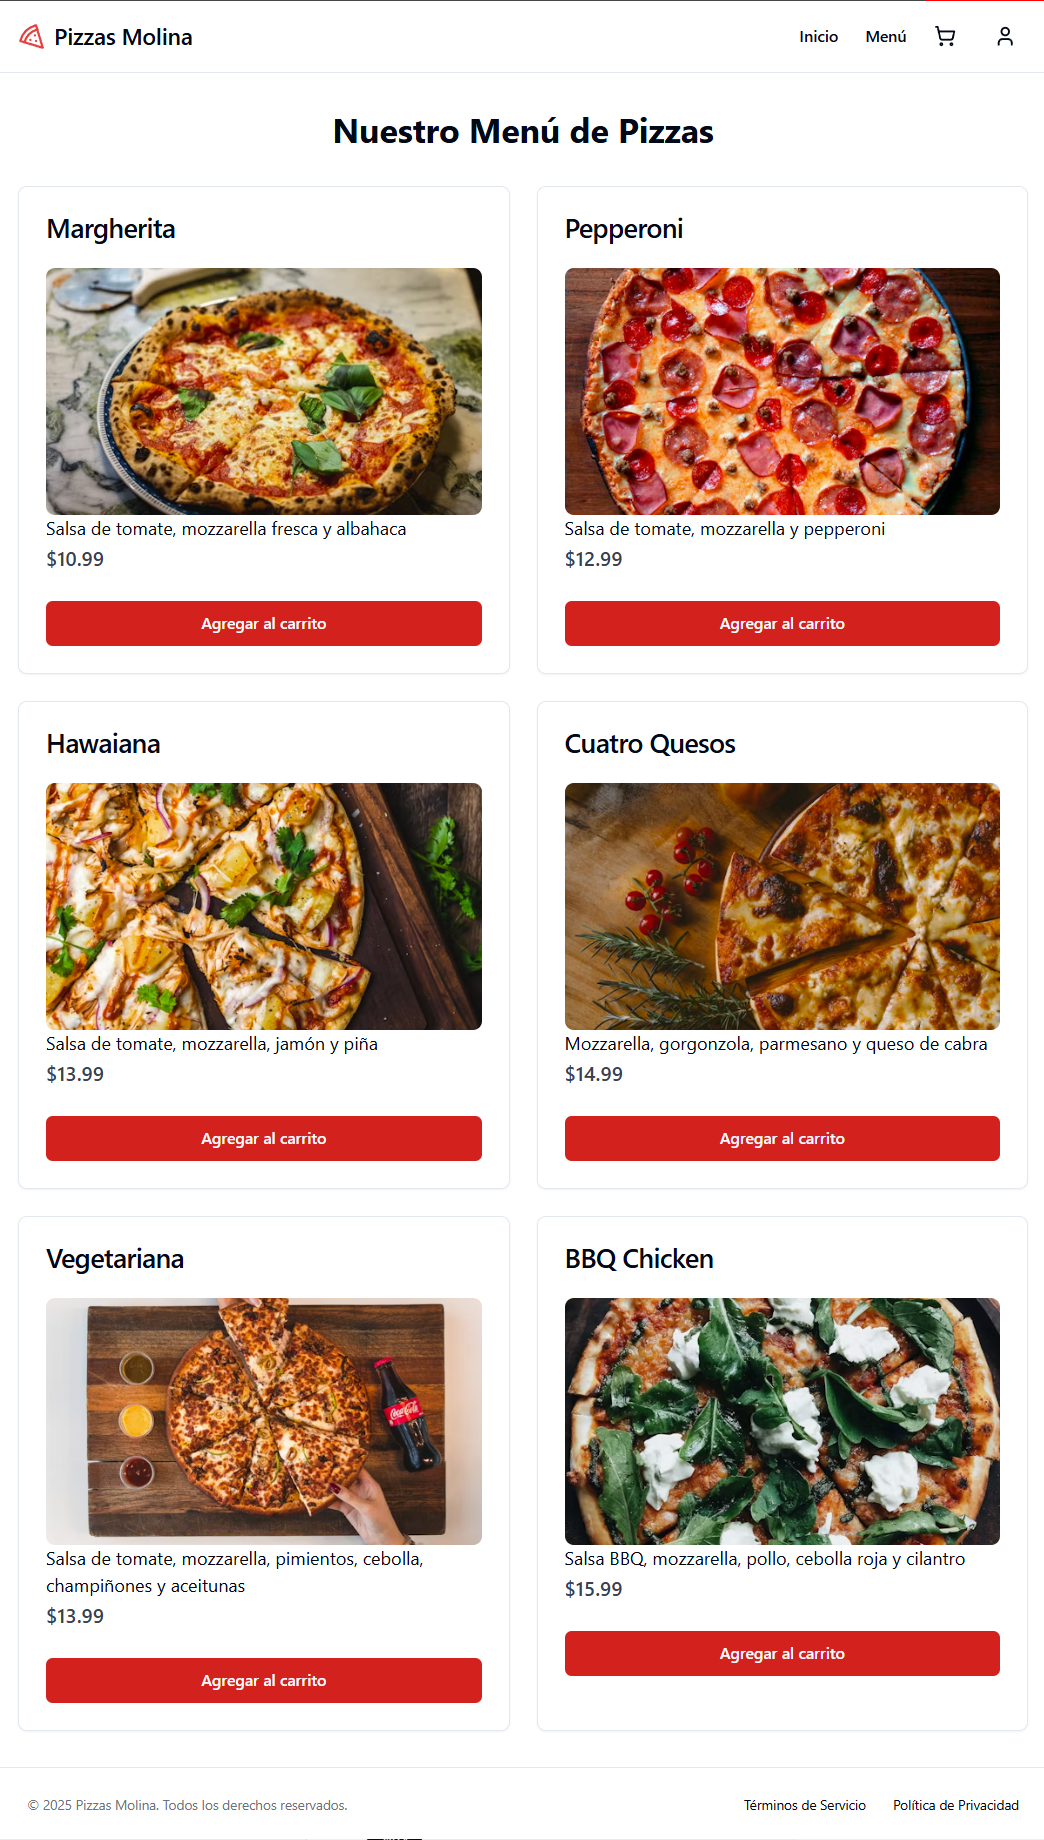 Pizzas Molina
Inicio
Menú
Nuestro Menú de Pizzas
Margherita
Salsa de tomate, mozzarella fresca y albahaca
$10.99
Agregar al carrito
Pepperoni
Salsa de tomate, mozzarella y pepperoni
$12.99
Agregar al carrito
Hawaiana
Salsa de tomate, mozzarella, jamón y piña
$13.99
Agregar al carrito
Cuatro Quesos
Mozzarella, gorgonzola, parmesano y queso de cabra
$14.99
Agregar al carrito
Vegetariana
Coca-Cola
Salsa de tomate, mozzarella, pimientos, cebolla,
champiñones y aceitunas
$13.99
Agregar al carrito
BBQ Chicken
Salsa BBQ, mozzarella, pollo, cebolla roja y cilantro
$15.99
Agregar al carrito
© 2025 Pizzas Molina. Todos los derechos reservados.
Términos de Servicio
Política de Privacidad